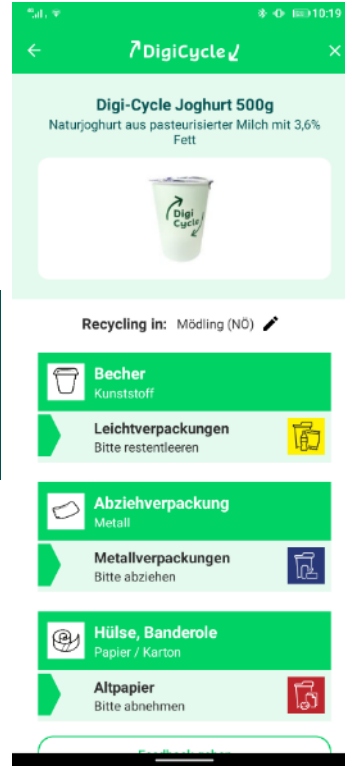 10:19
DigiCycle
Digi-Cycle Joghurt 500g
Naturjoghurt aus pasteurisierter Milch mit 3,6%
Fett
Digi
Cycle
Recycling in: Mödling (NÖ)
Becher
Kunststoff
Leichtverpackungen
Bitte restentleeren
Abziehverpackung
Metall
Metallverpackungen
Bitte abziehen
Hülse, Banderole
Papier / Karton
Altpapier
Bitte abnehmen